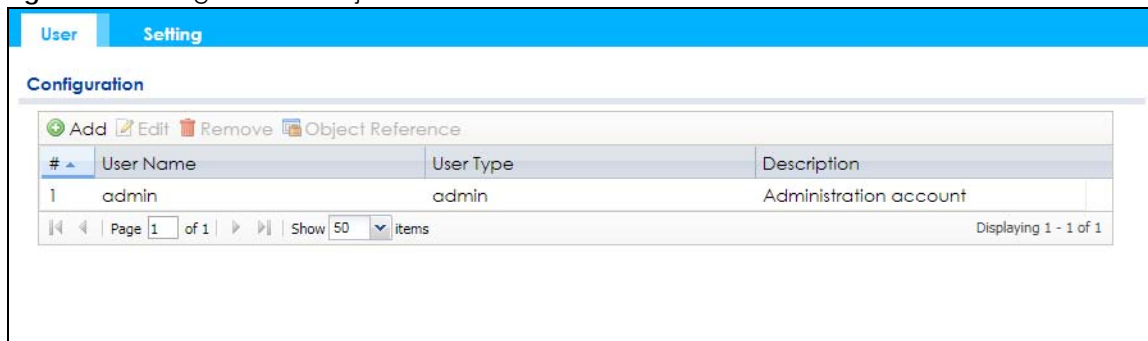 User Setting
Configuration
Add Edit Remove Object Reference
# User Name User Type Description
1 admin admin Administration account
Page 1 of 1 Show 50 items Displaying 1 - 1 of 1